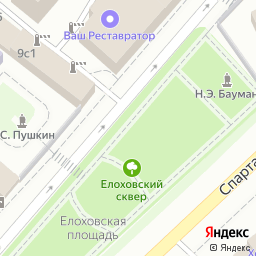 Ваш Реставратор
9с1
Н.Э. Бауман
С. Пушкин
Елоховский
сквер
Елоховская
площадь
Спарта
Яндекс